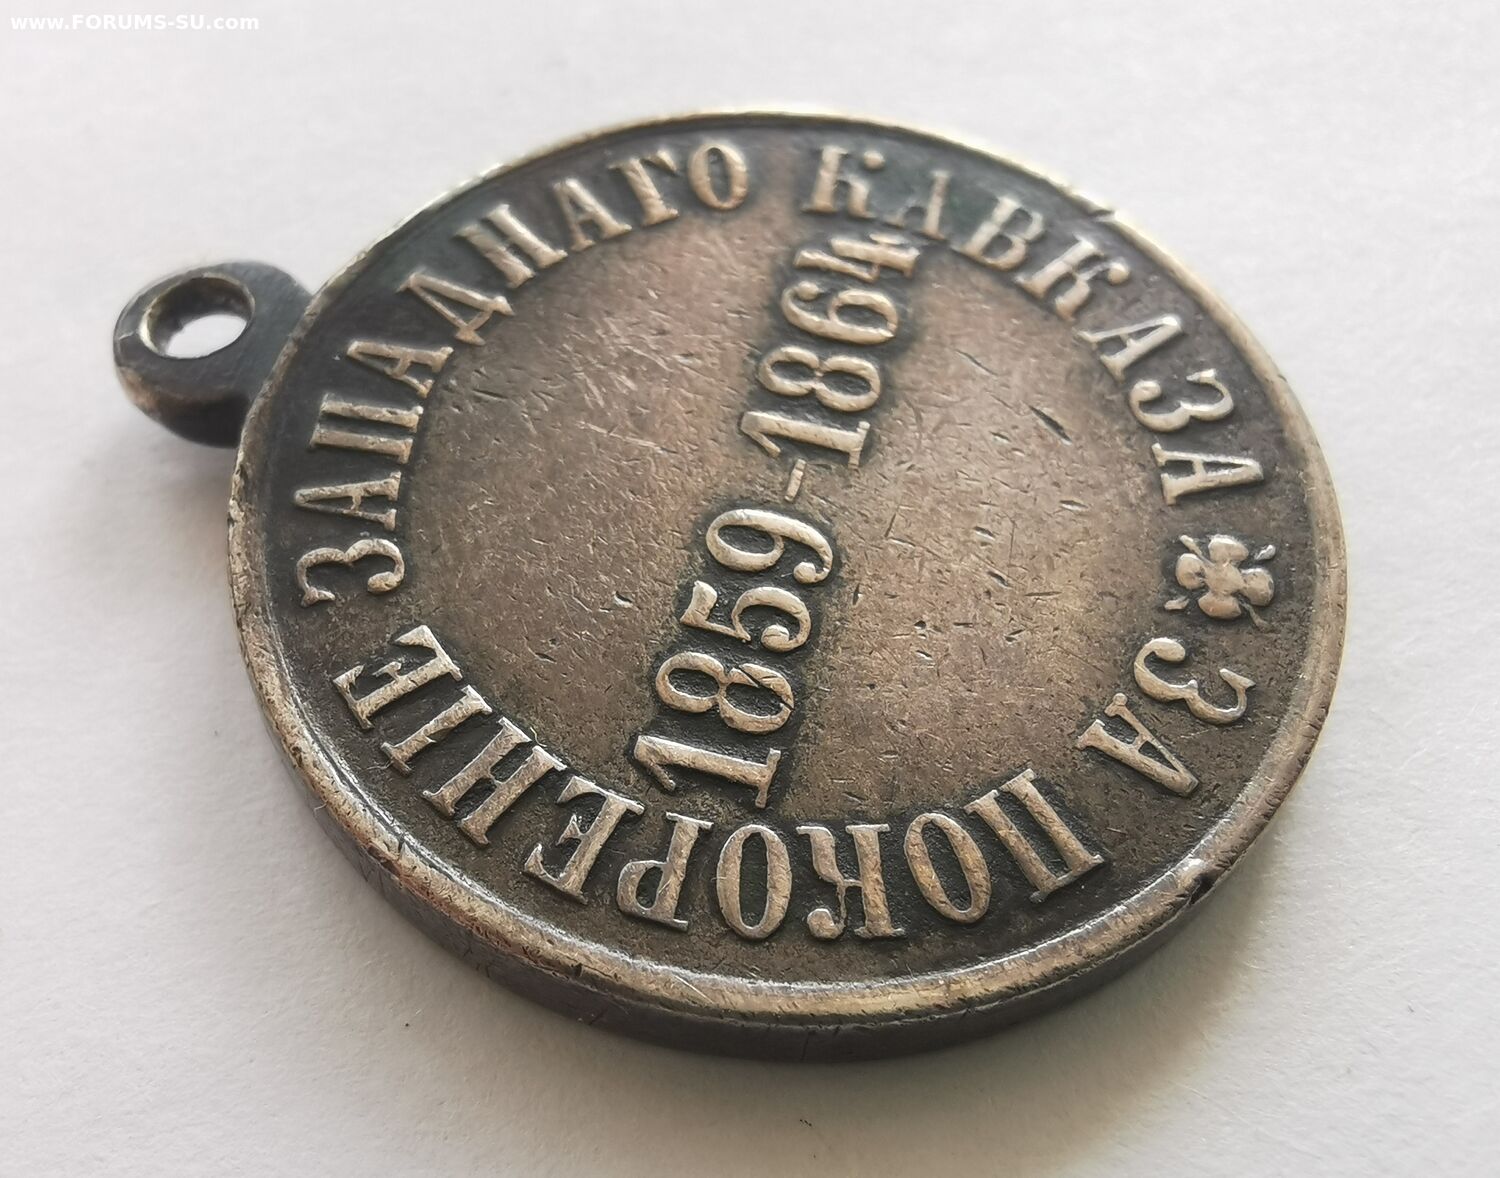 www.FORUMS-SU.com
ЗА ПОКОРЕНІЕ ЗАПАДНАГО КАВКАЗА
1859-1864